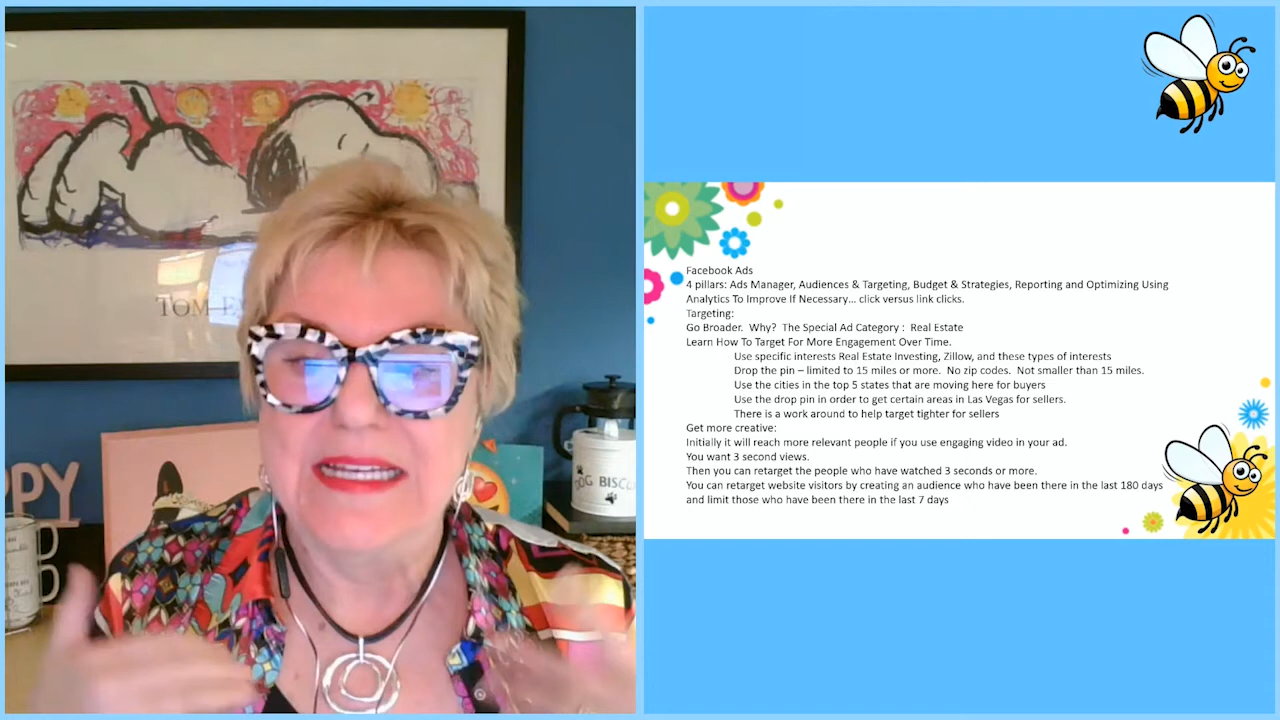 TOM
PPY
DOG BISCU
Facebook Ads
4 pillars: Ads Manager, Audiences & Targeting, Budget & Strategies, Reporting and Optimizing Using
Analytics To Improve If Necessary... click versus link clicks.
Targeting:
Go Broader.  Why?  The Special Ad Category :  Real Estate
Learn How To Target For More Engagement Over Time.
Use specific interests Real Estate Investing, Zillow, and these types of interests
Drop the pin – limited to 15 miles or more.  No zip codes.  Not smaller than 15 miles.
Use the cities in the top 5 states that are moving here for buyers
Use the drop pin in order to get certain areas in Las Vegas for sellers.
There is a work around to help target tighter for sellers
Get more creative:
Initially it will reach more relevant people if you use engaging video in your ad.
You want 3 second views.
Then you can retarget the people who have watched 3 seconds or more.
You can retarget website visitors by creating an audience who have been there in the last 180 days
and limit those who have been there in the last 7 days